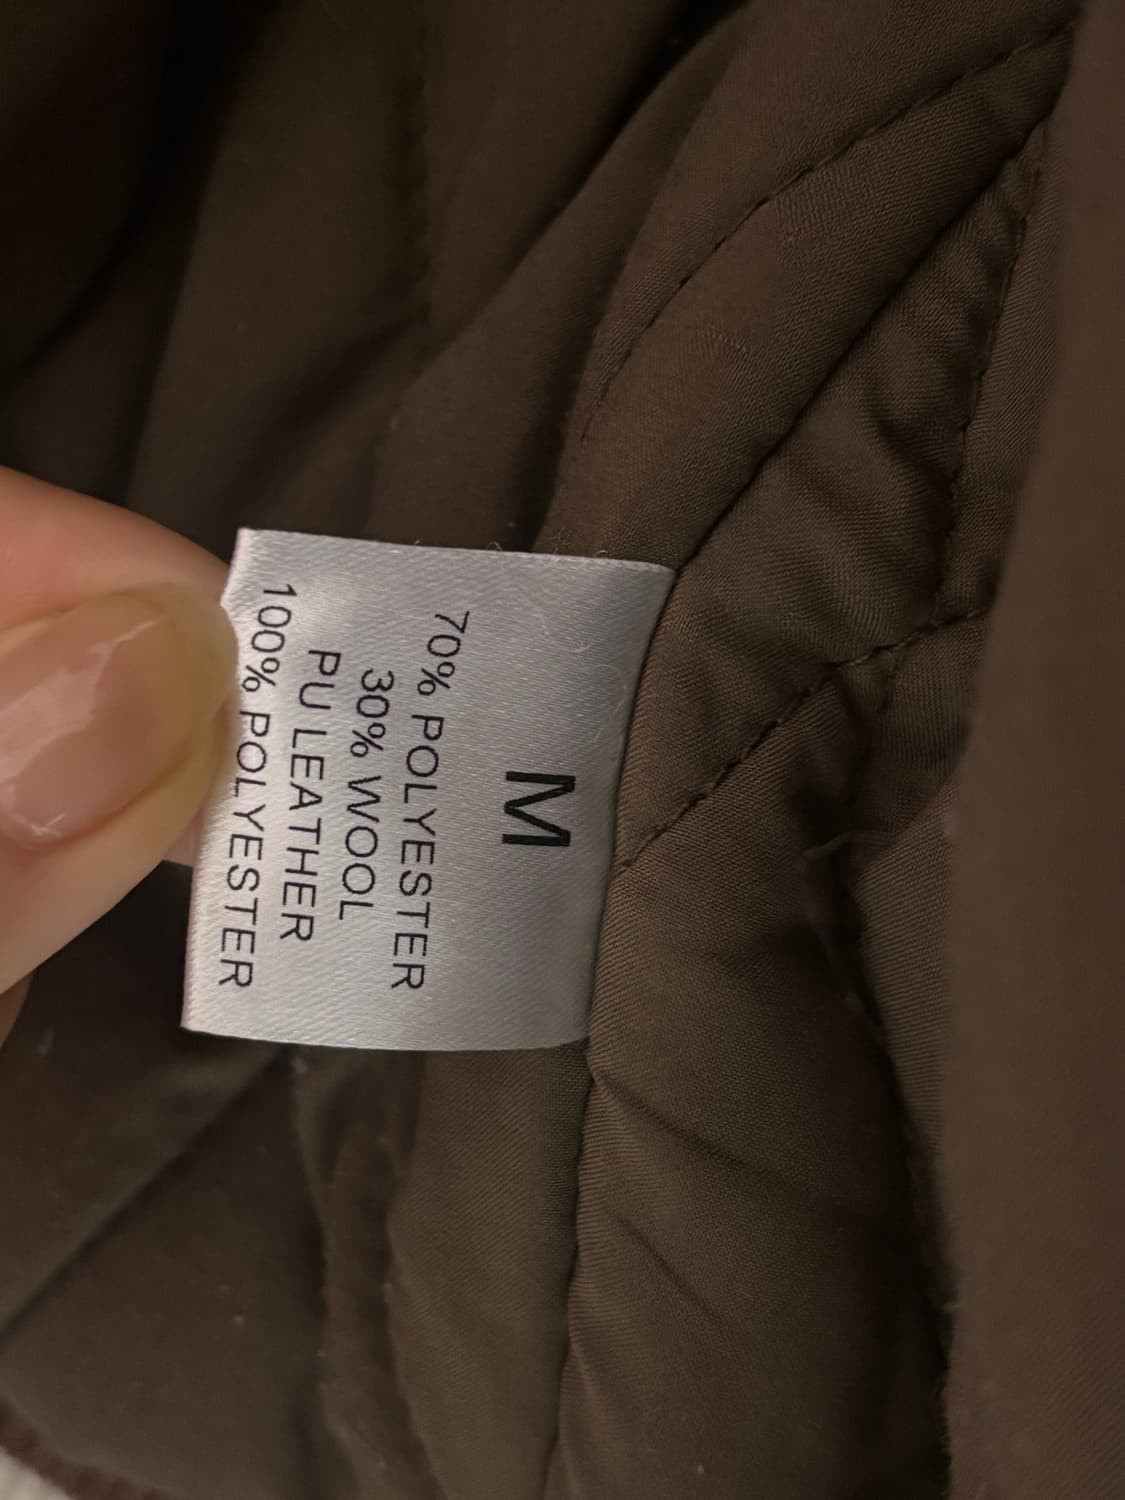 M
70% POLYESTER
30% WOOL
PU LEATHER
100% POLYESTER